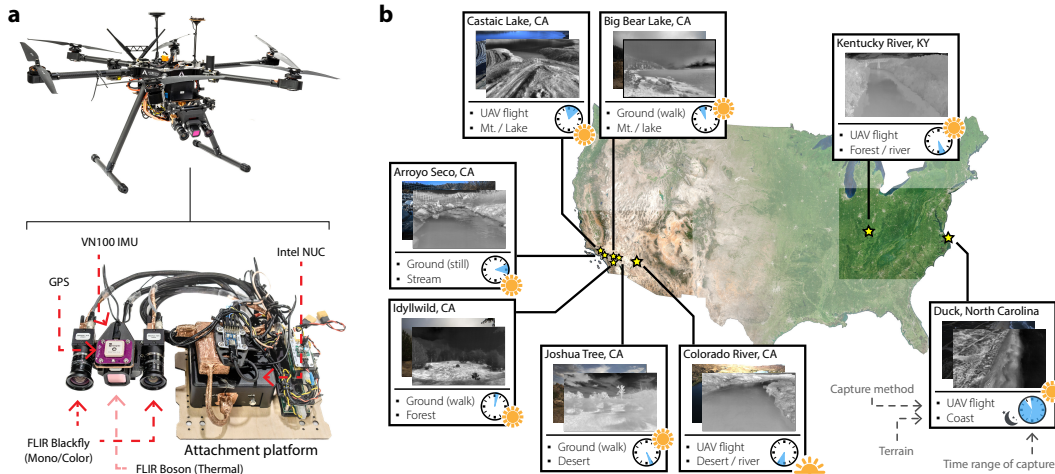 a
VN100 IMU
GPS
Intel NUC
FLIR Blackfly
(Mono/Color)
Attachment platform
FLIR Boson (Thermal)
b
Castaic Lake, CA
▪ UAV flight
▪ Mt. / Lake
Big Bear Lake, CA
▪ Ground (walk)
▪ Mt. / lake
Kentucky River, KY
▪ UAV flight
▪ Forest / river
Arroyo Seco, CA
▪ Ground (still)
▪ Stream
Idyllwild, CA
▪ Ground (walk)
▪ Forest
Joshua Tree, CA
▪ Ground (walk)
▪ Desert
Colorado River, CA
▪ UAV flight
▪ Desert / river
Duck, North Carolina
▪ UAV flight
▪ Coast
Capture method
Terrain
Time range of capture